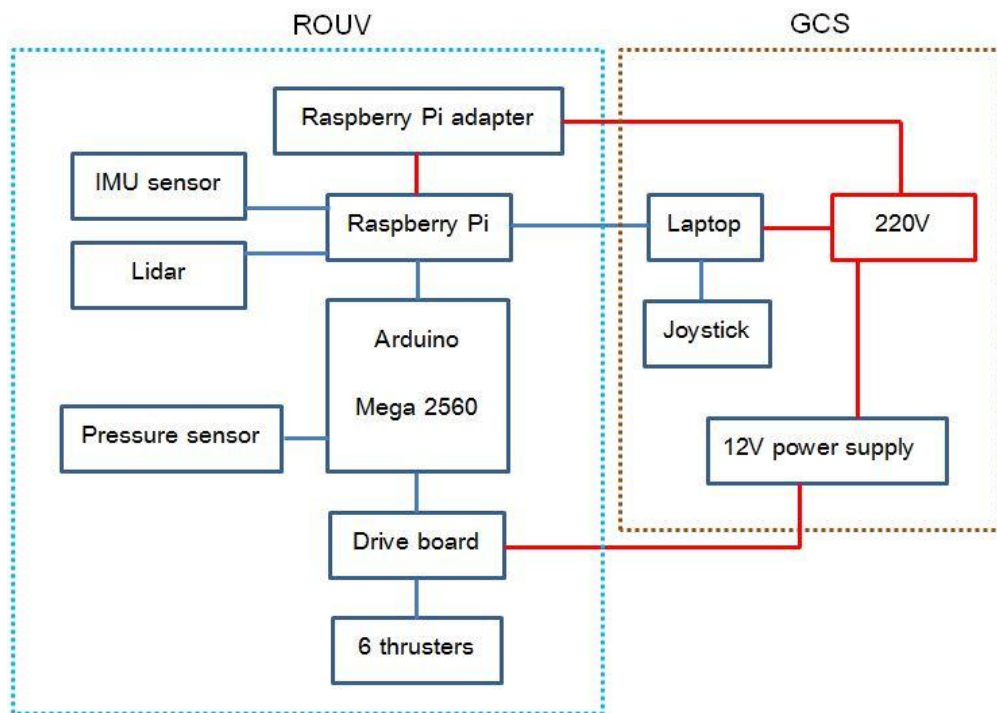 ROUV
GCS
Raspberry Pi adapter
IMU sensor
Raspberry Pi
Laptop
220V
Lidar
Arduino
Mega 2560
Joystick
Pressure sensor
12V power supply
Drive board
6 thrusters